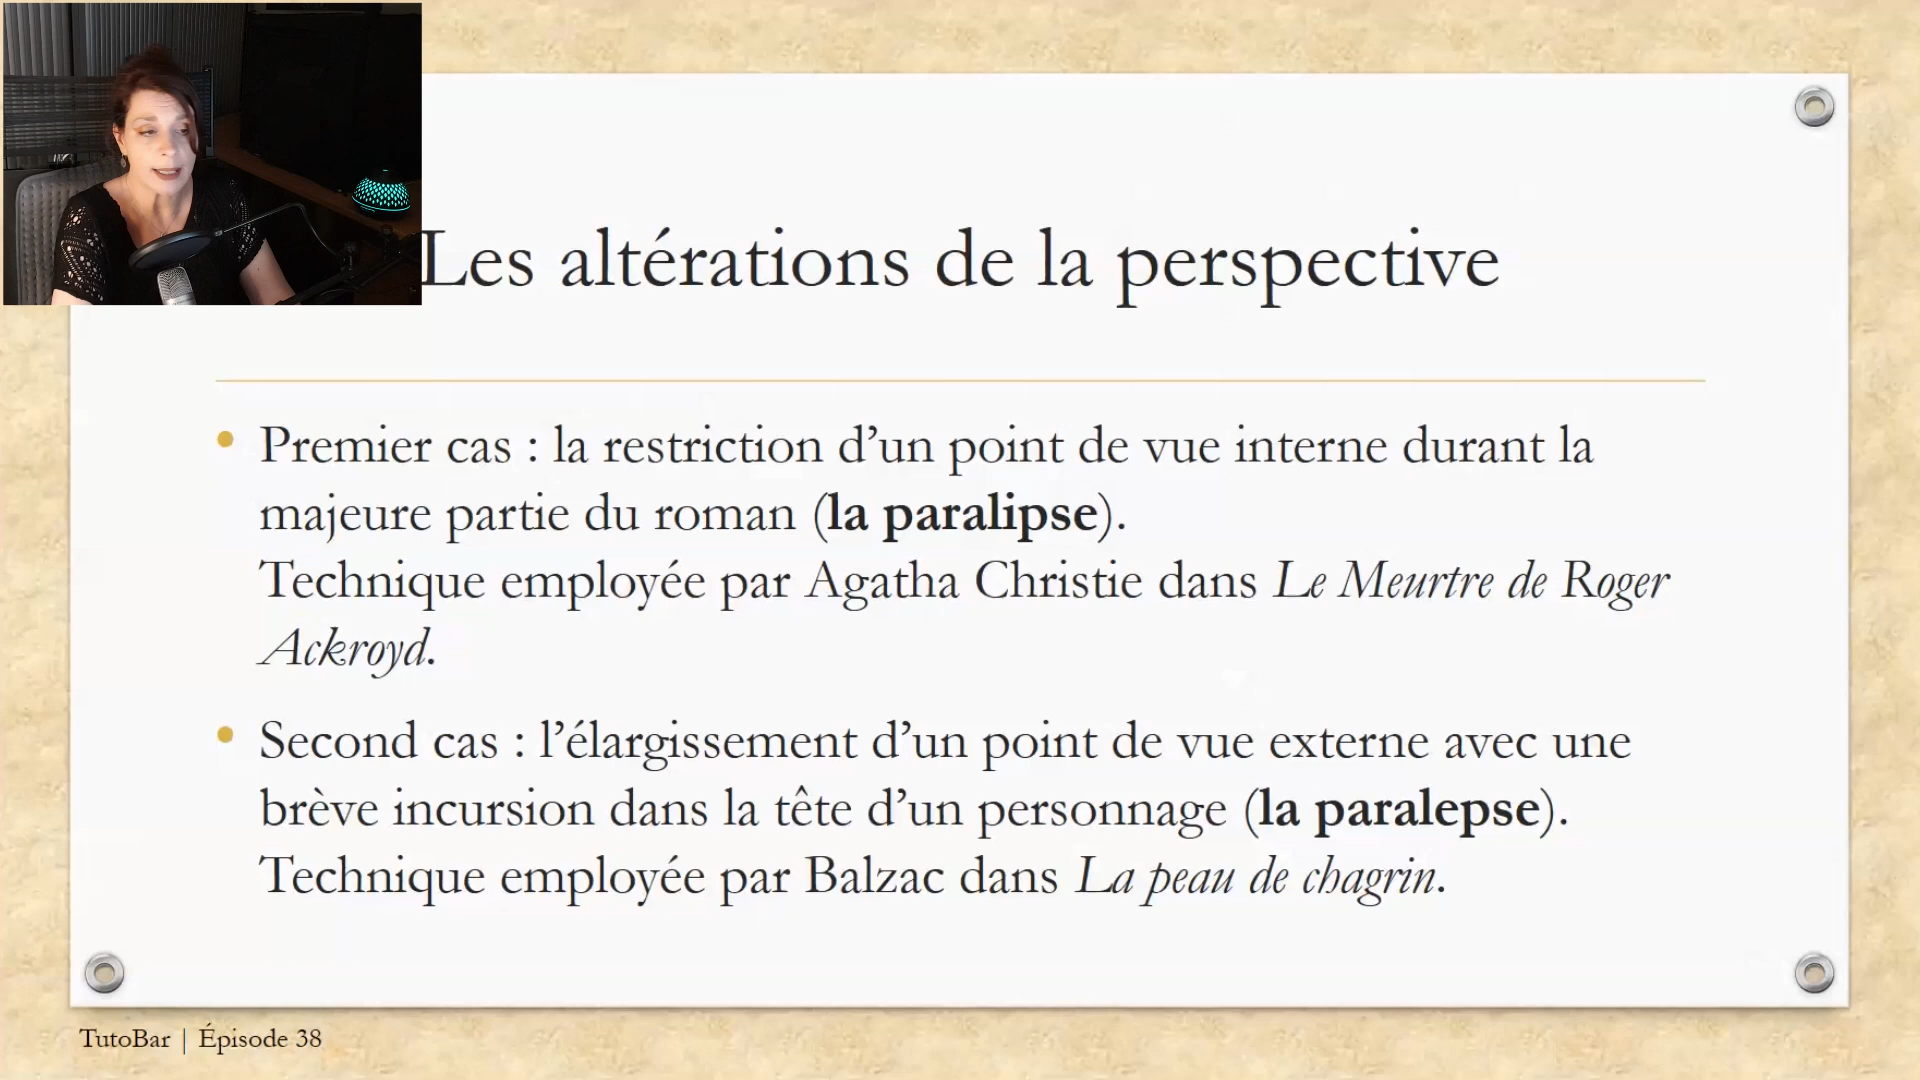 Les altérations de la perspective
• Premier cas : la restriction d’un point de vue interne durant la
majeure partie du roman (la paralipse).
Technique employée par Agatha Christie dans Le Meurtre de Roger
Ackroyd.
• Second cas : l’élargissement d’un point de vue externe avec une
brève incursion dans la tête d’un personnage (la paralepse).
Technique employée par Balzac dans La peau de chagrin.
TutoBar | Épisode 38